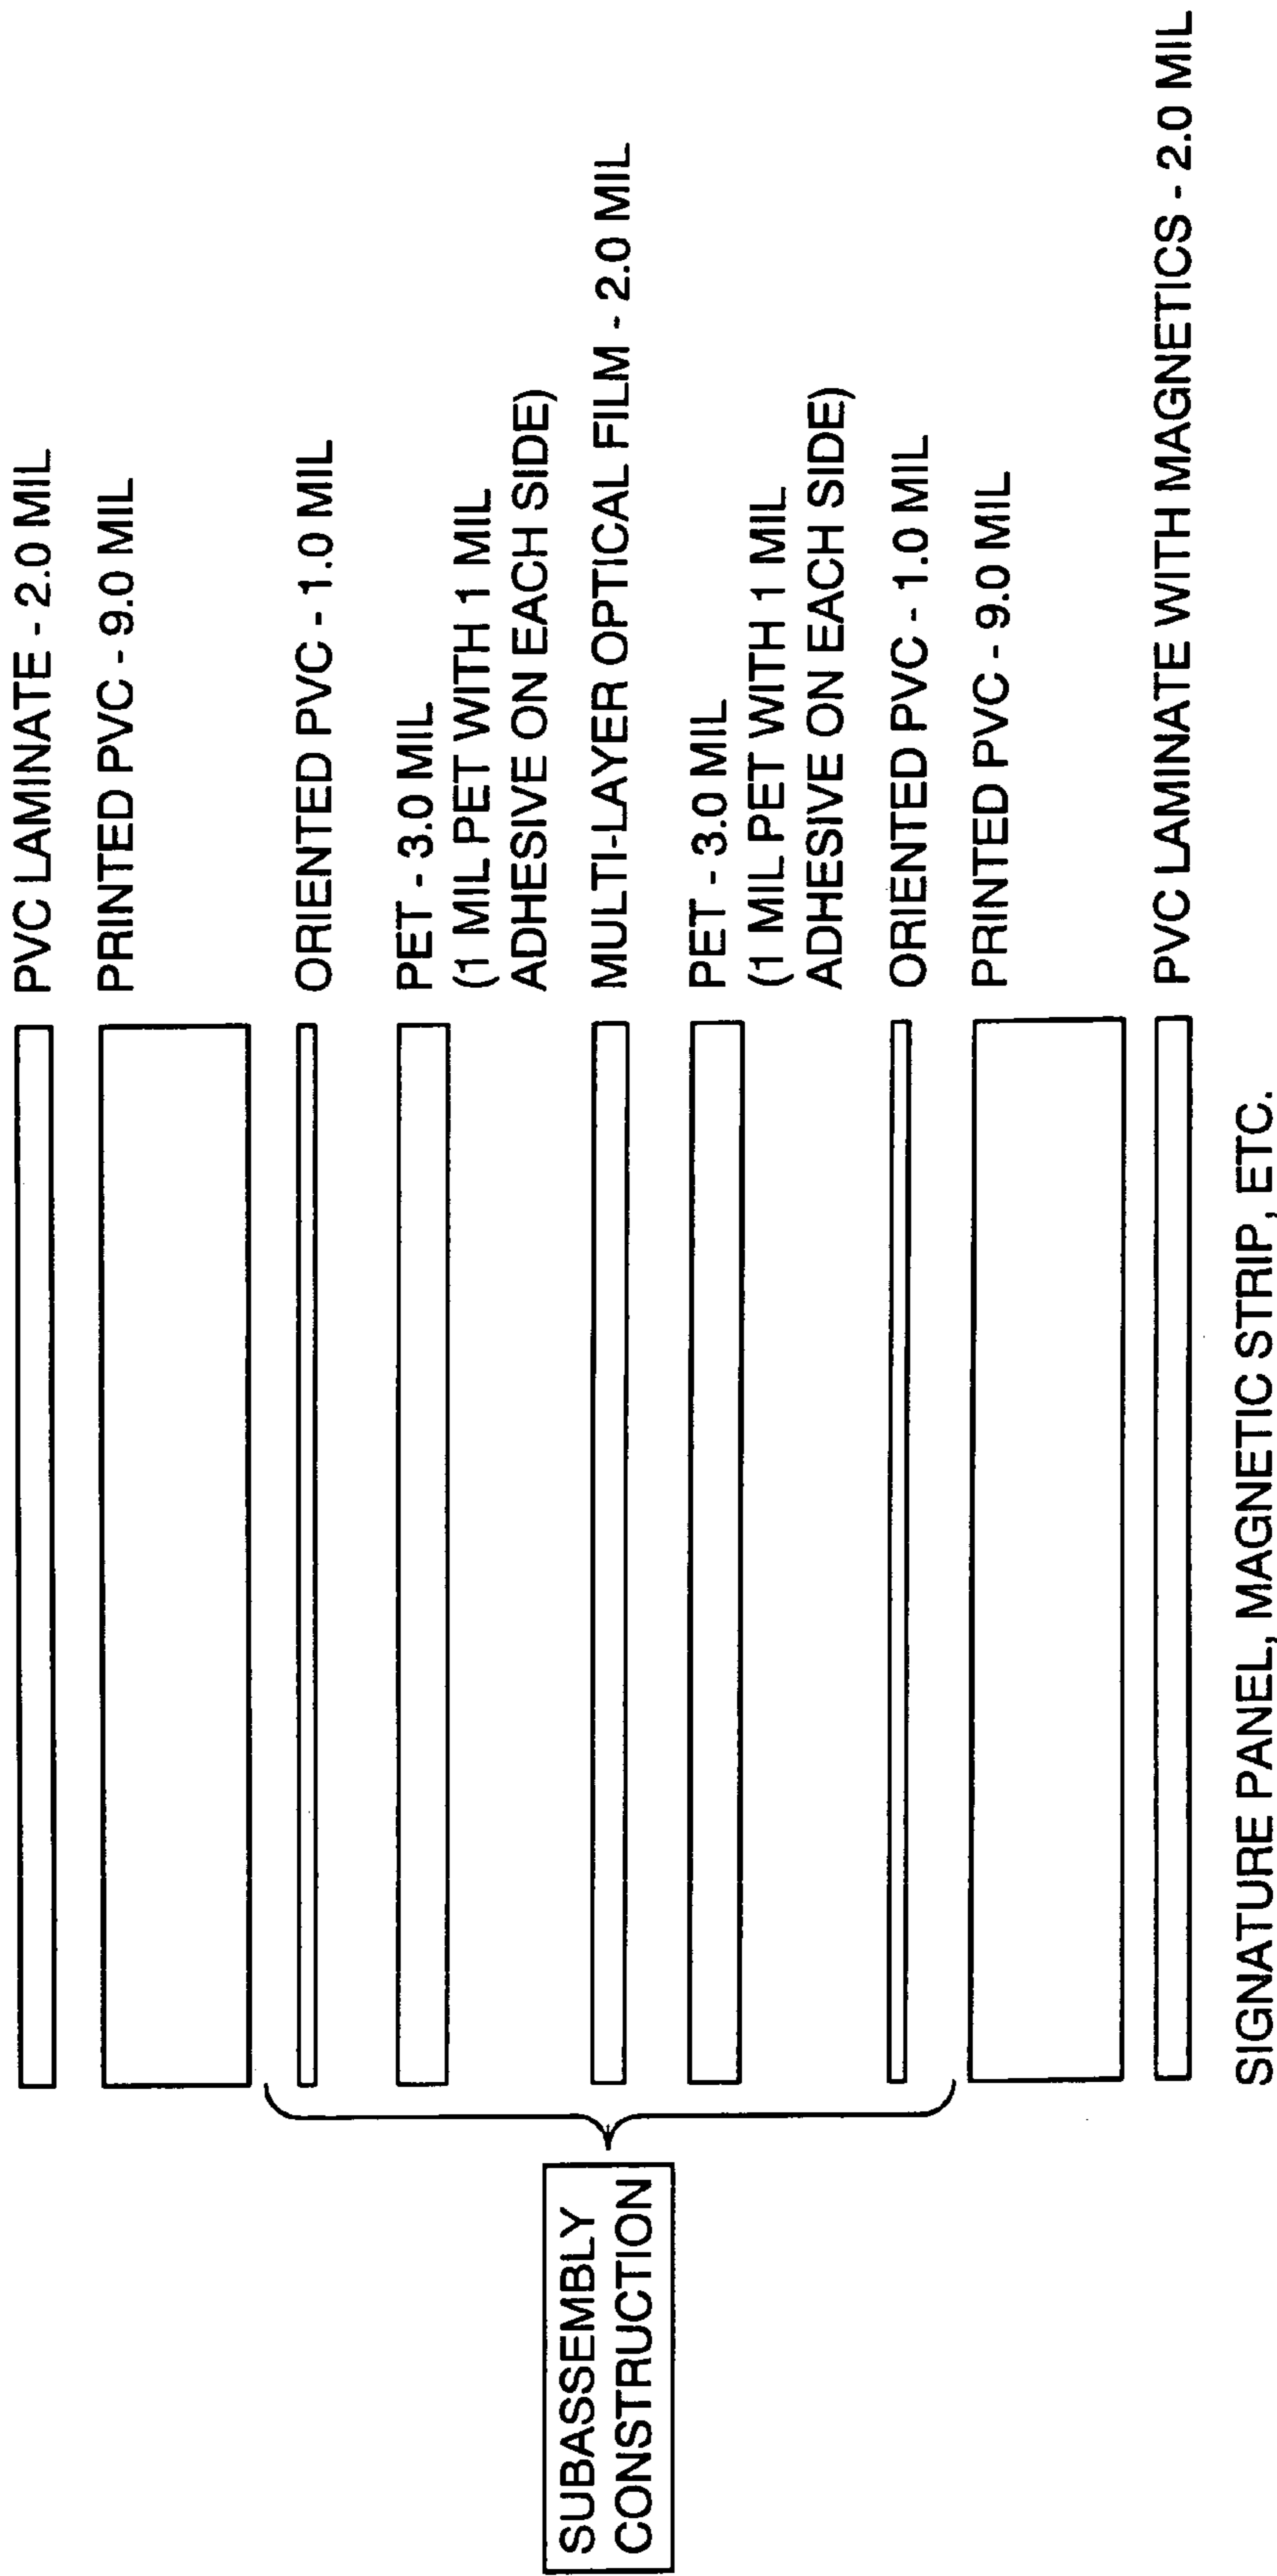 PVC LAMINATE - 2.0 MIL
PRINTED PVC - 9.0 MIL
ORIENTED PVC - 1.0 MIL
PET - 3.0 MIL
(1 MIL PET WITH 1 MIL
ADHESIVE ON EACH SIDE)
MULTI-LAYER OPTICAL FILM - 2.0 MIL
PET - 3.0 MIL
(1 MIL PET WITH 1 MIL
ADHESIVE ON EACH SIDE)
ORIENTED PVC - 1.0 MIL
PRINTED PVC - 9.0 MIL
PVC LAMINATE WITH MAGNETICS - 2.0 MIL
SIGNATURE PANEL, MAGNETIC STRIP, ETC.
SUBASSEMBLY
CONSTRUCTION